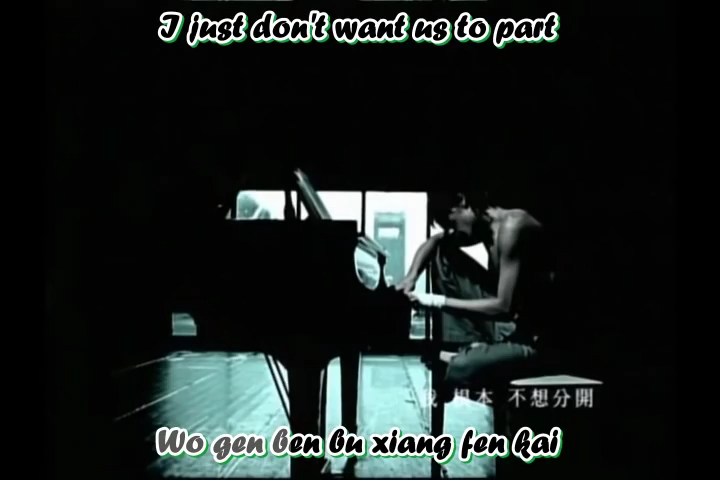 I just don't want us to part
我 根本 不想分開
Wo gen ben bu xiang fen kai